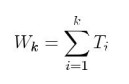 $W_k = \sum_{i=1}^{k} T_i$